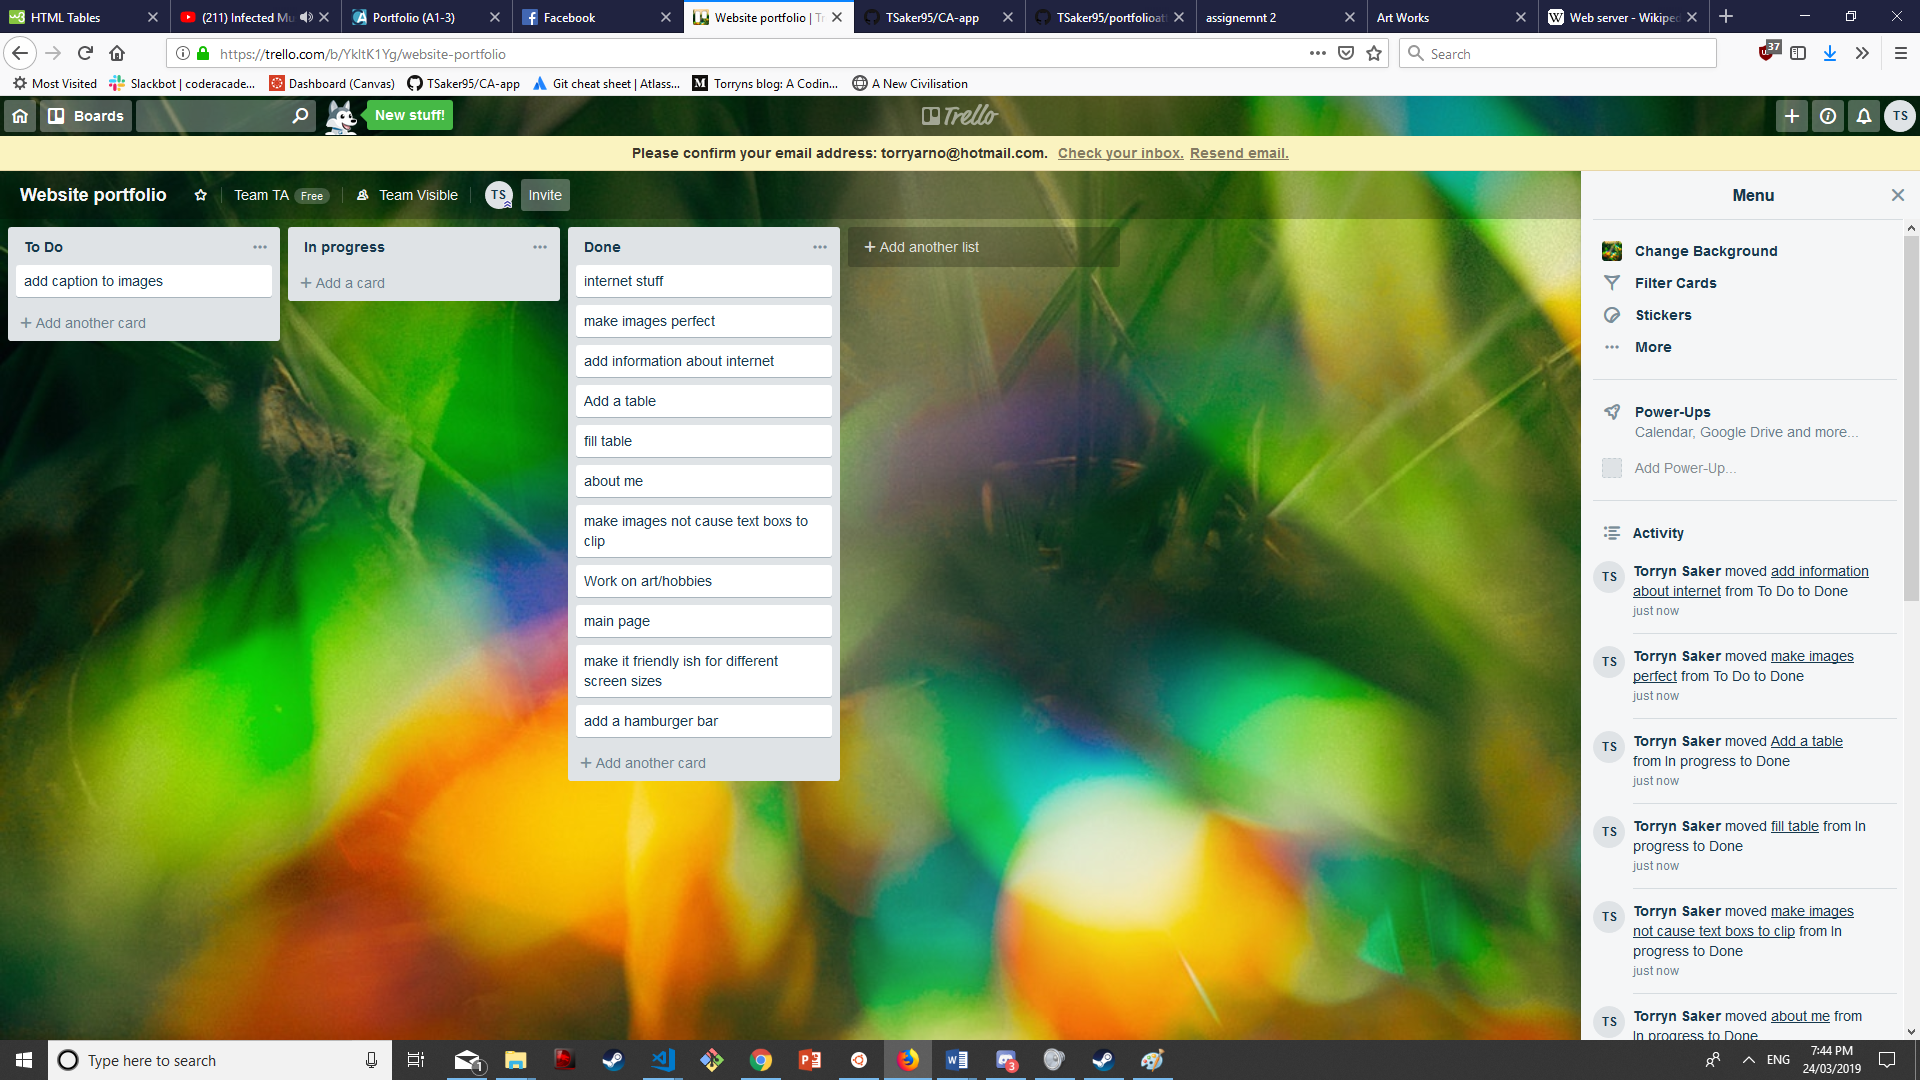 HTML Tables
(211) Infected Mu
Portfolio (A1-3)
Facebook
Website portfolio | Tr
TSaker95/CA-app
TSaker95/portfolioat
assignemnt 2
Art Works
Web server - Wikiped
https://trello.com/b/YkltK1Yg/website-portfolio
Search
37
Most Visited
Slackbot | coderacade...
Dashboard (Canvas)
TSaker95/CA-app
Git cheat sheet | Atlass...
Torryns blog: A Codin...
A New Civilisation
Boards
New stuff!
Trello
TS
Please confirm your email address: torryarno@hotmail.com. Check your inbox. Resend email.
Website portfolio
Team TA Free
Team Visible
TS
Invite
To Do
add caption to images
+ Add another card
In progress
+ Add a card
Done
internet stuff
make images perfect
add information about internet
Add a table
fill table
about me
make images not cause text boxs to
clip
Work on art/hobbies
main page
make it friendly ish for different
screen sizes
add a hamburger bar
+ Add another card
+ Add another list
Menu
Change Background
Filter Cards
Stickers
More
Power-Ups
Calendar, Google Drive and more...
Add Power-Up...
Activity
TS
Torryn Saker moved add information
about internet from To Do to Done
just now
TS
Torryn Saker moved make images
perfect from To Do to Done
just now
TS
Torryn Saker moved Add a table
from In progress to Done
just now
TS
Torryn Saker moved fill table from In
progress to Done
just now
TS
Torryn Saker moved make images
not cause text boxs to clip from In
progress to Done
just now
TS
Torryn Saker moved about me from
In progress to Done
Type here to search
1
3
ENG
7:44 PM
24/03/2019